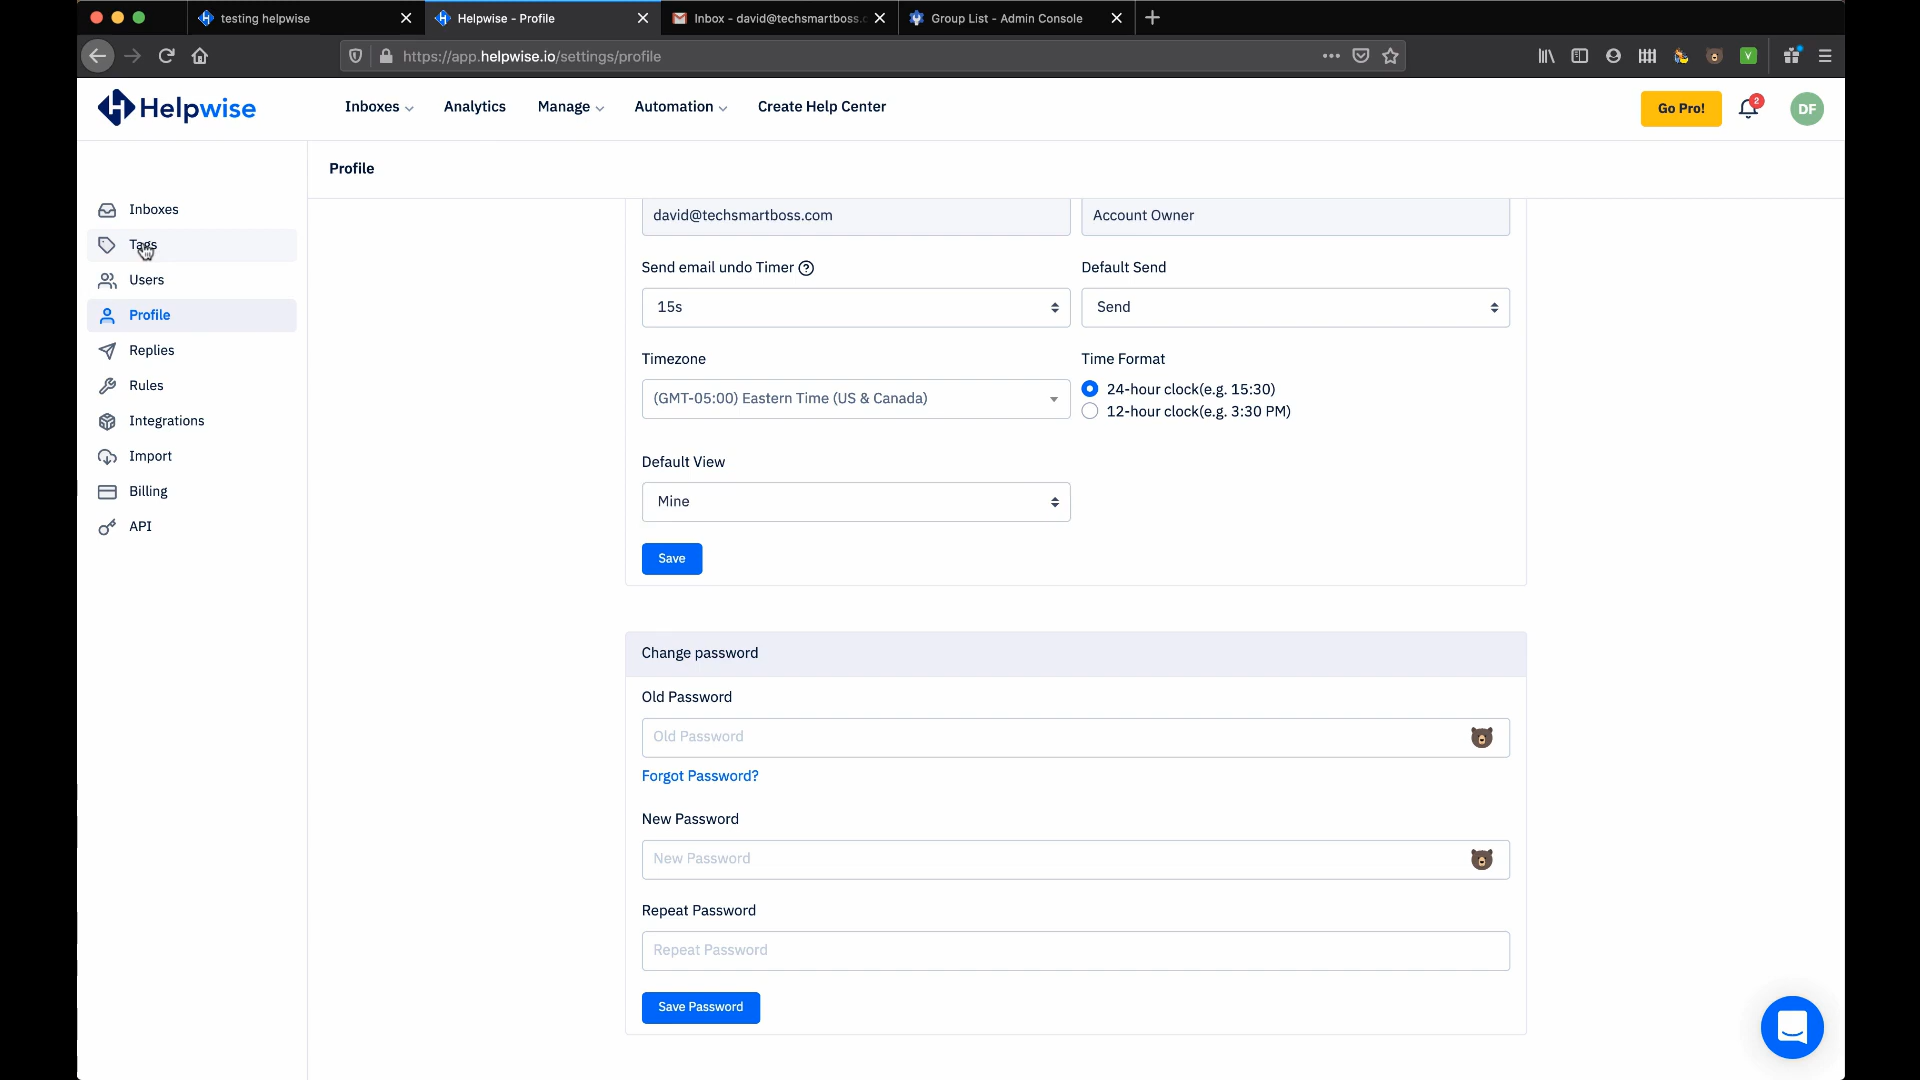 testing helpwise
Helpwise - Profile
Inbox - david@techsmartboss.c
Group List - Admin Console
https://app.helpwise.io/settings/profile
Helpwise
Inboxes
Analytics
Manage
Automation
Create Help Center
Go Pro!
2
DF
Profile
Inboxes
Tags
Users
Profile
Replies
Rules
Integrations
Import
Billing
API
david@techsmartboss.com
Account Owner
Send email undo Timer ?
Default Send
15s
Send
Timezone
Time Format
(GMT-05:00) Eastern Time (US & Canada)
24-hour clock(e.g. 15:30)
12-hour clock(e.g. 3:30 PM)
Default View
Mine
Save
Change password
Old Password
Old Password
Forgot Password?
New Password
New Password
Repeat Password
Repeat Password
Save Password